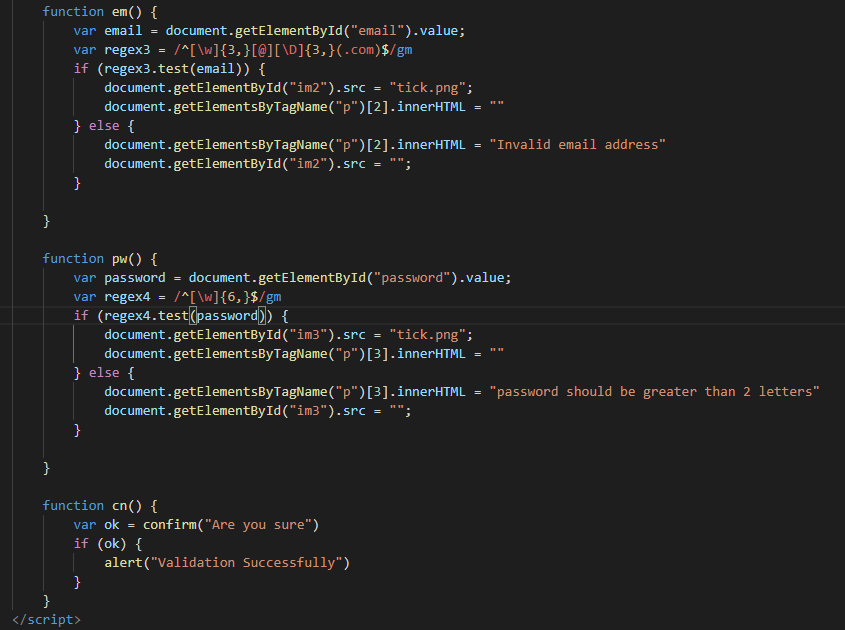 function em() {
var email = document.getElementById("email").value;
var regex3 = /^[\w]{3,}[@][\D]{3,}(.com)$/gm
if (regex3.test(email)) {
document.getElementById("im2").src = "tick.png";
document.getElementsByTagName("p")[2].innerHTML = ""
} else {
document.getElementsByTagName("p")[2].innerHTML = "Invalid email address"
document.getElementById("im2").src = "";
}
}
function pw() {
var password = document.getElementById("password").value;
var regex4 = /^[\w]{6,}$/gm
if (regex4.test(password)) {
document.getElementById("im3").src = "tick.png";
document.getElementsByTagName("p")[3].innerHTML = ""
} else {
document.getElementsByTagName("p")[3].innerHTML = "password should be greater than 2 letters"
document.getElementById("im3").src = "";
}
}
function cn() {
var ok = confirm("Are you sure")
if (ok) {
alert("Validation Successfully")
}
}
</script>